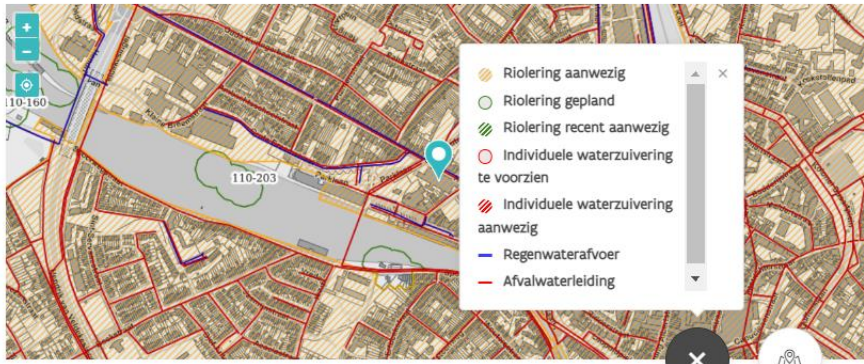 110-160
110-203
Parklaan
Riolering aanwezig
Riolering gepland
Riolering recent aanwezig
Individuele waterzuivering
te voorzien
Individuele waterzuivering
aanwezig
Regenwaterafvoer
Afvalwaterleiding